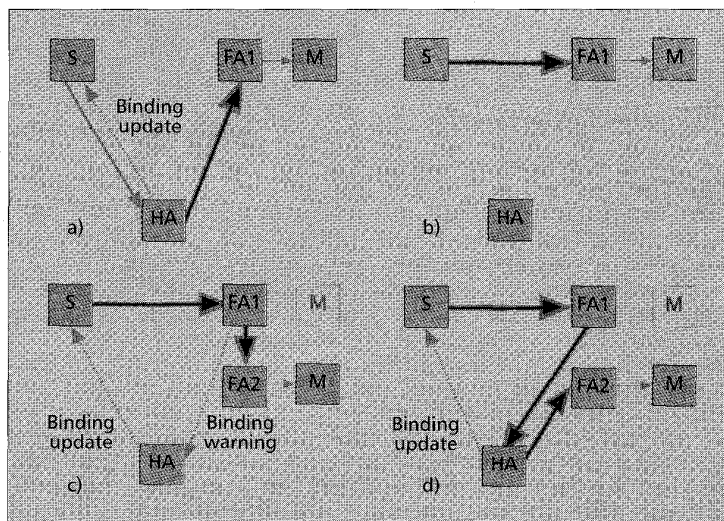 S
FA1
M
Binding
update
HA
a)
S
FA1
M
HA
b)
S
FA1
M
FA2
M
Binding
update
Binding
warning
HA
c)
S
FA1
M
FA2
M
Binding
update
HA
d)